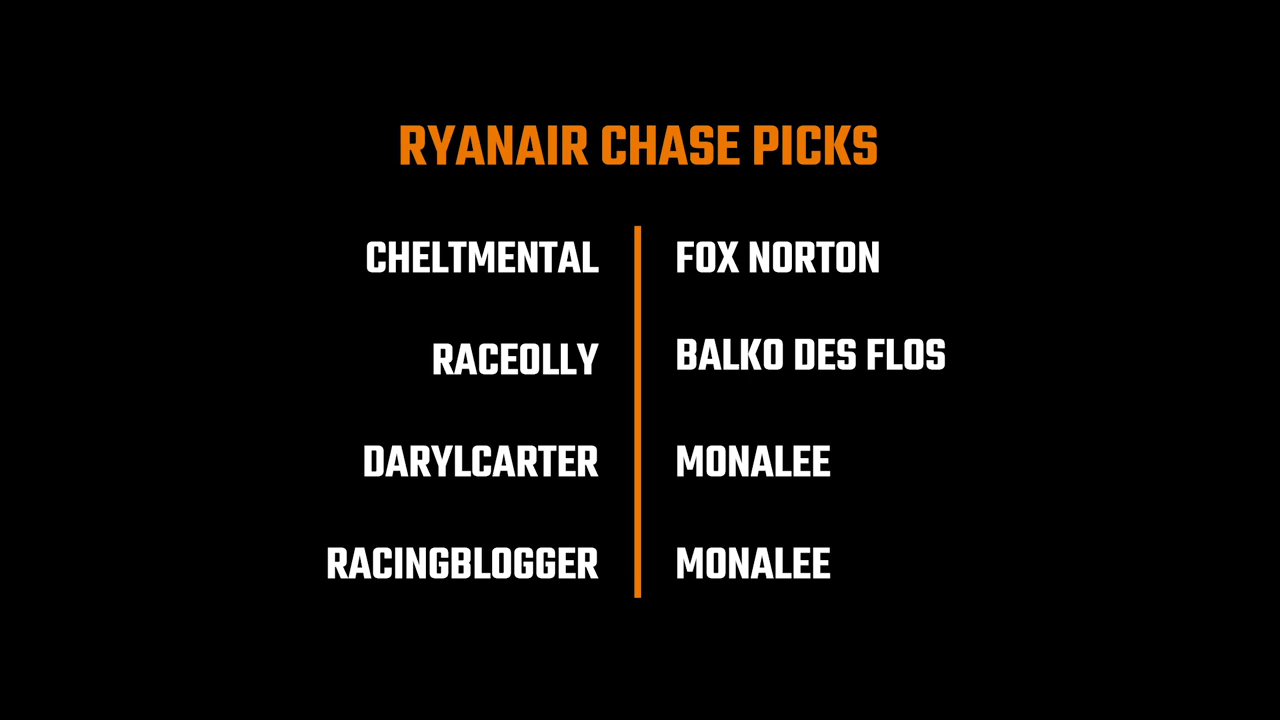 RYANAIR CHASE PICKS
CHELTMENTAL FOX NORTON
RACEOLLY BALKO DES FLOS
DARYLCARTER MONALEE
RACINGBLOGGER MONALEE